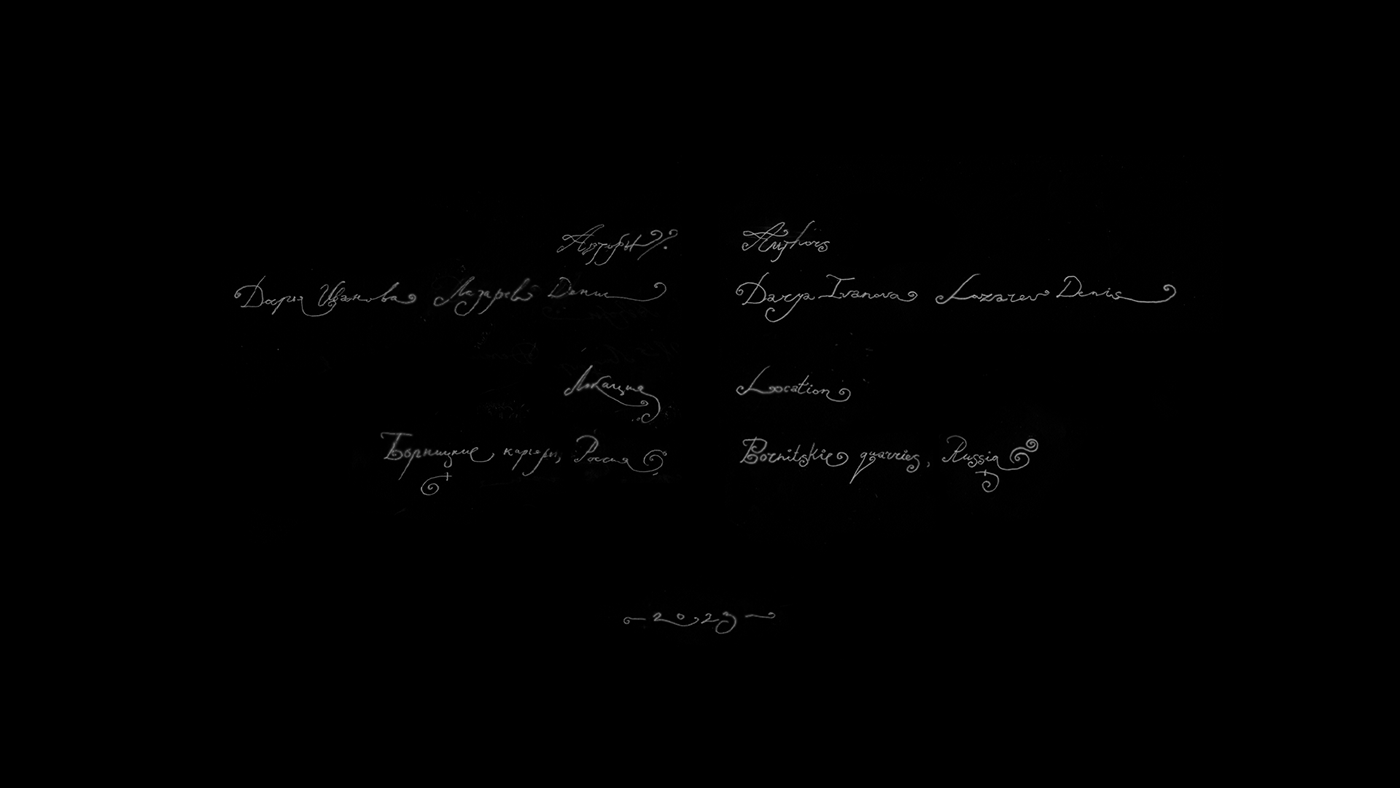 Авторы
Authors
Дарья Иванова Лазарев Денис
Darya Ivanova Lazarev Denis
Локация
Location
Борницкие карьеры, Россия
Bornitskie quarries, Russia
2023